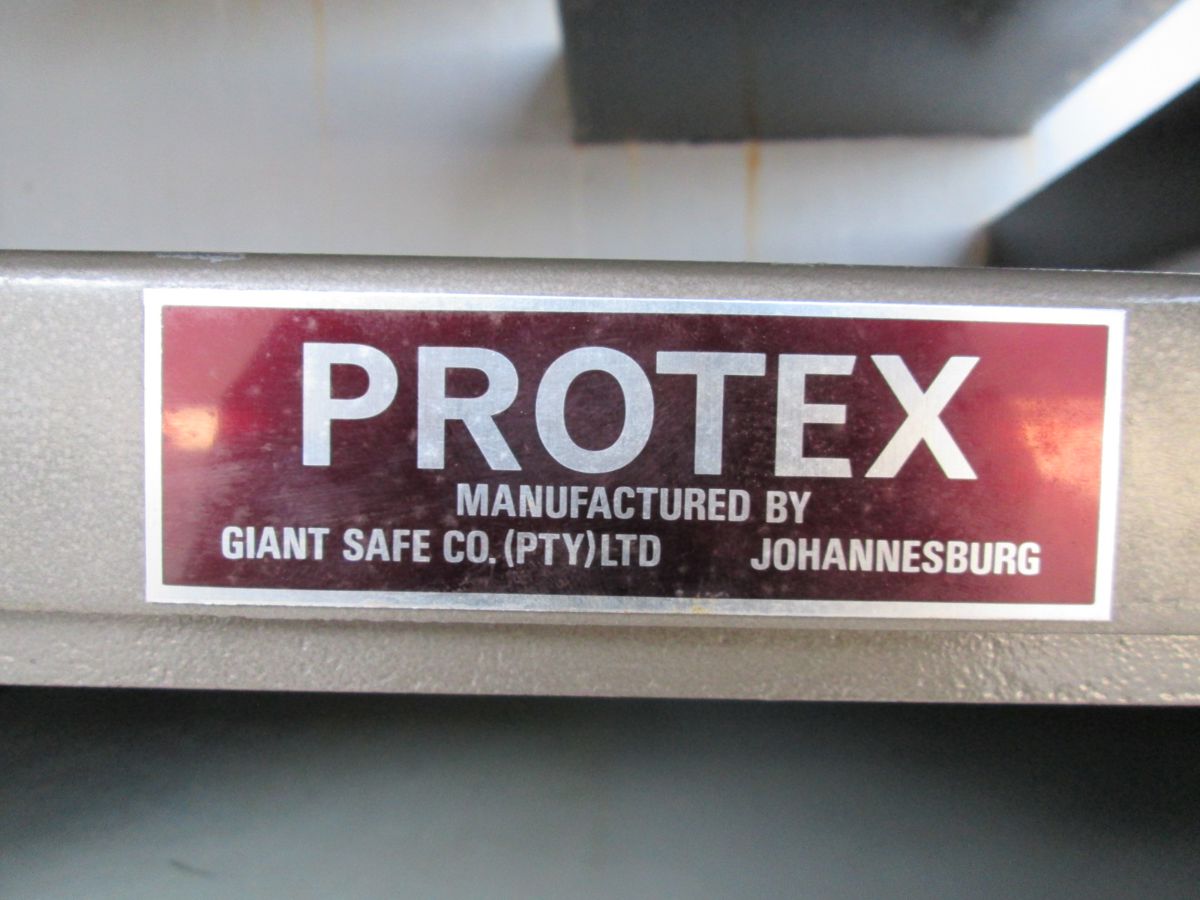 PROTEX
MANUFACTURED BY
GIANT SAFE CO.(PTY)LTD JOHANNESBURG